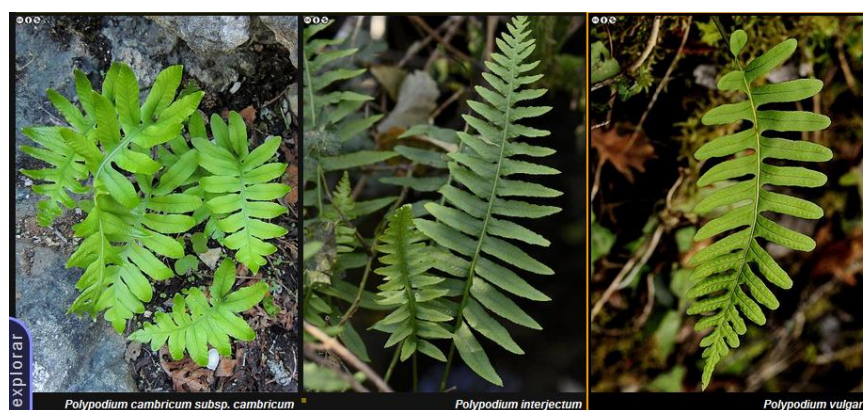 explorar
Polypodium cambricum subsp. cambricum
Polypodium interjectum
Polypodium vulgar